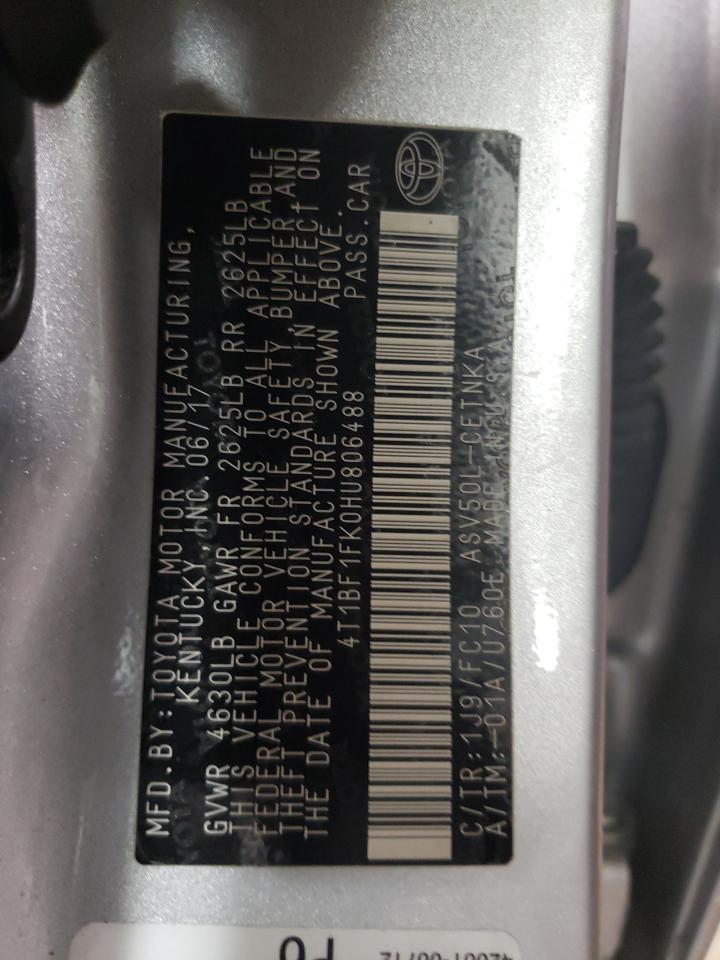 MFD.BY:TOYOTA MOTOR MANUFACTURING,
KENTUCKY,INC.06/17
GVWR 4630LB GAWR FR 2625LB RR 2625LB
THIS VEHICLE CONFORMS TO ALL APPLICABLE
FEDERAL MOTOR VEHICLE SAFETY,BUMPER,AND
THEFT PREVENTION STANDARDS IN EFFECT ON
THE DATE OF MANUFACTURE SHOWN ABOVE.
4T1BF1FK0HU806488 PASS.CAR
C/TR:1J9/FC10 ASV50L-CETNKA
A/TM:-01A/U760E MADE IN U.S.A.